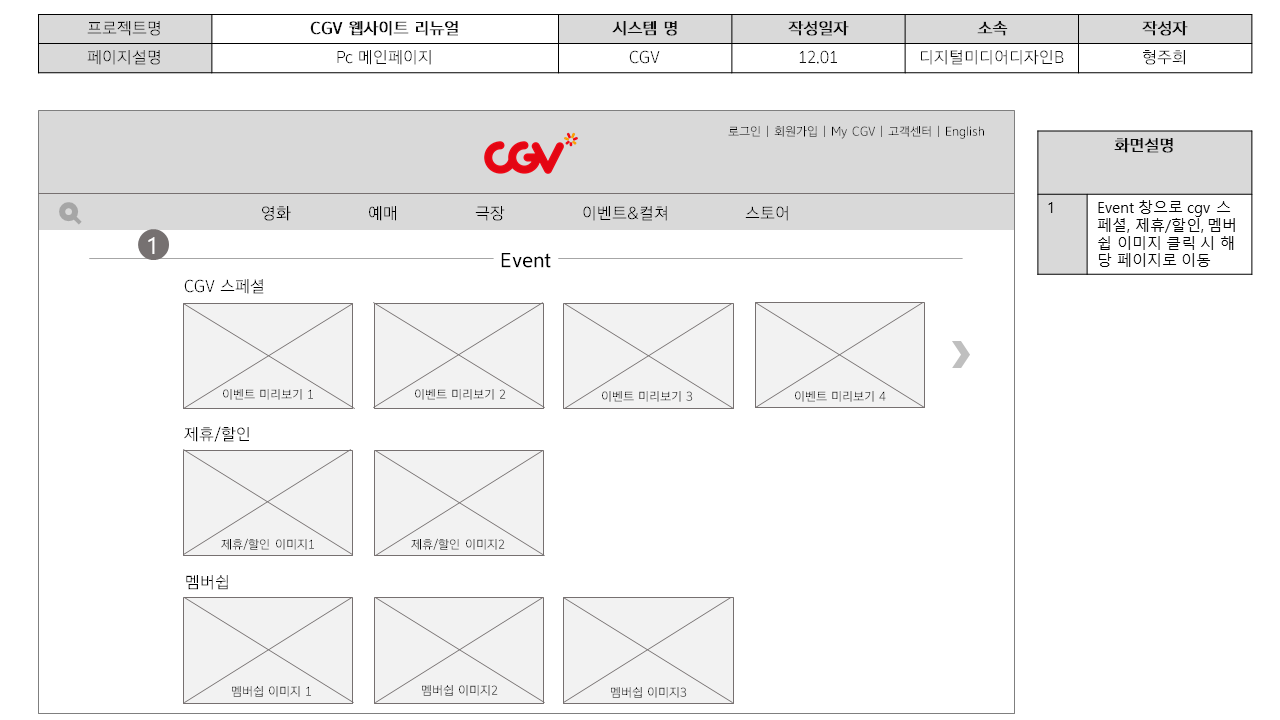 프로젝트명 CGV 웹사이트 리뉴얼 시스템 명 작성일자 소속 작성자
페이지설명 Pc 메인페이지 CGV 12.01 디지털미디어디자인B 형주희
로그인 | 회원가입 | My CGV | 고객센터 | English
CGV
영화 예매 극장 이벤트&컬쳐 스토어
1
Event
CGV 스페셜
이벤트 미리보기 1 이벤트 미리보기 2 이벤트 미리보기 3 이벤트 미리보기 4
제휴/할인
제휴/할인 이미지1 제휴/할인 이미지2
멤버쉽
멤버쉽 이미지 1 멤버쉽 이미지2 멤버쉽 이미지3
화면설명
1 Event 창으로 cgv 스
페셜, 제휴/할인, 멤버
쉽 이미지 클릭 시 해
당 페이지로 이동